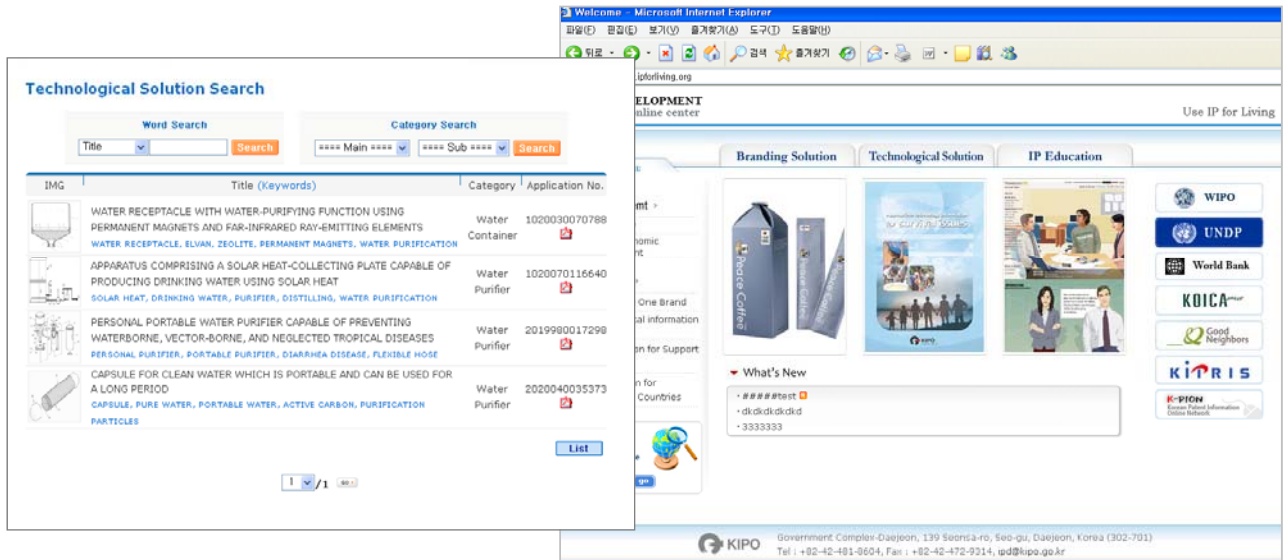 Technological Solution Search
Word Search
Category Search
Title
Search
==== Main ====
==== Sub ====
Search
IMG
Title (Keywords)
Category
Application No.
WATER RECEPTACLE WITH WATER-PURIFYING FUNCTION USING
PERMANENT MAGNETS AND FAR-INFRARED RAY-EMITTING ELEMENTS
WATER RECEPTACLE, ELVAN, ZEOLITE, PERMANENT MAGNETS, WATER PURIFICATION
Water
Container
1020030070788
APPARATUS COMPRISING A SOLAR HEAT-COLLECTING PLATE CAPABLE OF
PRODUCING DRINKING WATER USING SOLAR HEAT
SOLAR HEAT, DRINKING WATER, PURIFIER, DISTILLING, WATER PURIFICATION
Water
Purifier
1020070116640
PERSONAL PORTABLE WATER PURIFIER CAPABLE OF PREVENTING
WATERBORNE, VECTOR-BORNE, AND NEGLECTED TROPICAL DISEASES
PERSONAL PURIFIER, PORTABLE PURIFIER, DIARRHEA DISEASE, FLEXIBLE HOSE
Water
Purifier
2019980017298
CAPSULE FOR CLEAN WATER WHICH IS PORTABLE AND CAN BE USED FOR
A LONG PERIOD
CAPSULE, PURE WATER, PORTABLE WATER, ACTIVE CARBON, PURIFICATION
PARTICLES
Water
Purifier
2020040035373
List
1 /1 GO
Welcome - Microsoft Internet Explorer
파일(F) 편집(E) 보기(V) 즐겨찾기(A) 도구(T) 도움말(H)
뒤로 검색 즐겨찾기
.ipforliving.org
ELOPMENT
nline center
Use IP for Living
Branding Solution
Technological Solution
IP Education
nt >
nomic
One Brand
cal information
on for Support
n for
Countries
go
Peace Coffee
KIPO
What's New
· #####test
· dkdkdkdkd
· 3333333
WIPO
UNDP
World Bank
KOICA
Good
Neighbors
KIPRIS
K-PION
Korean Patent Information
Online Network
KIPO
Government Complex-Daejeon, 139 Seonsa-ro, Seo-gu, Daejeon, Korea (302-701)
Tel : +82-42-481-8604, Fax : +82-42-472-9314, ipd@kipo.go.kr